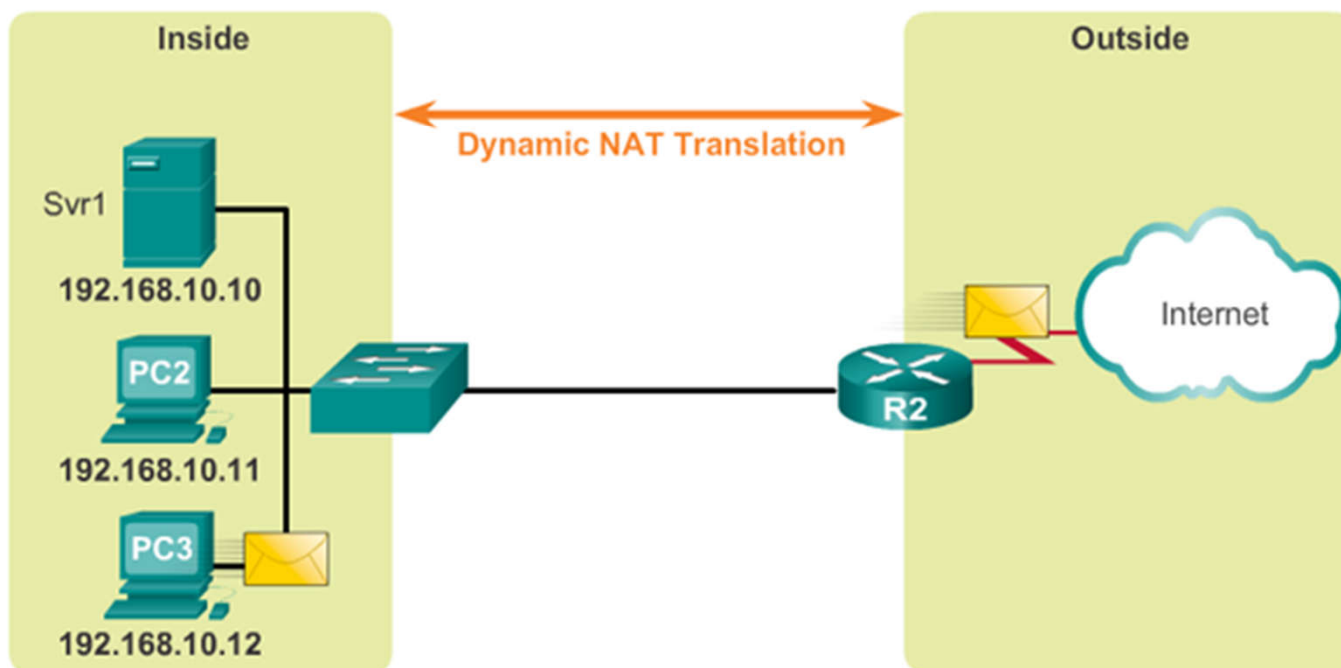 Inside
Outside
Dynamic NAT Translation
Svr1
192.168.10.10
Internet
PC2
R2
192.168.10.11
PC3
192.168.10.12